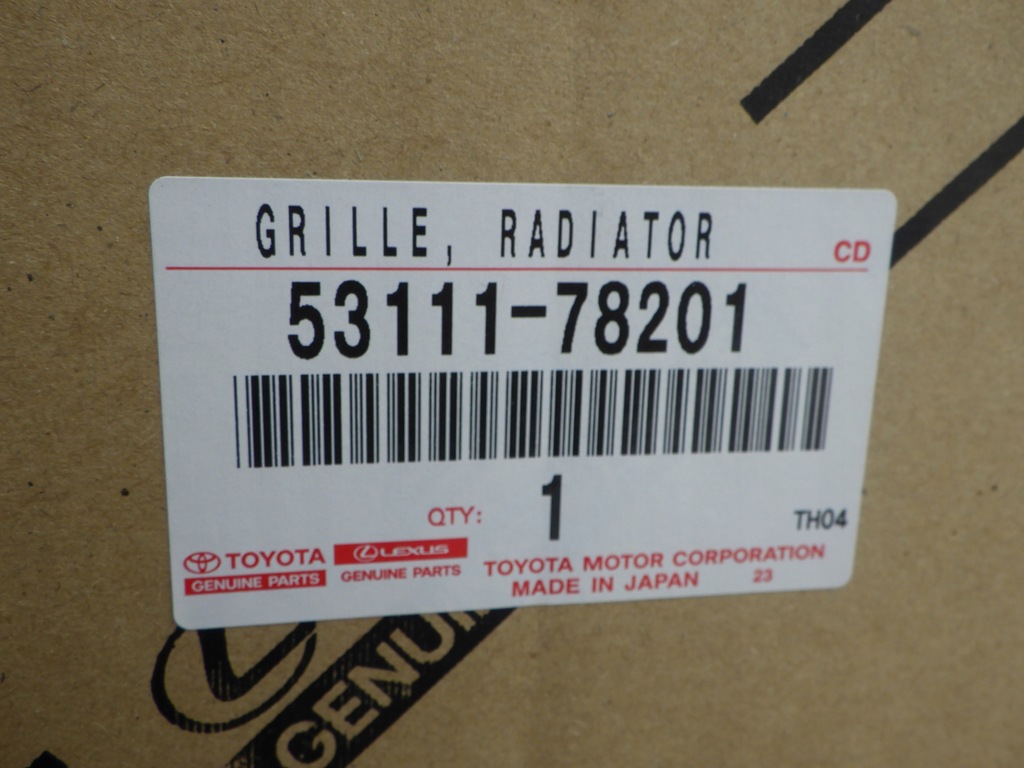 GRILLE, RADIATOR
CD
53111-78201
QTY: 1
TH04
TOYOTA
GENUINE PARTS
LEXUS
GENUINE PARTS
TOYOTA MOTOR CORPORATION
MADE IN JAPAN 23